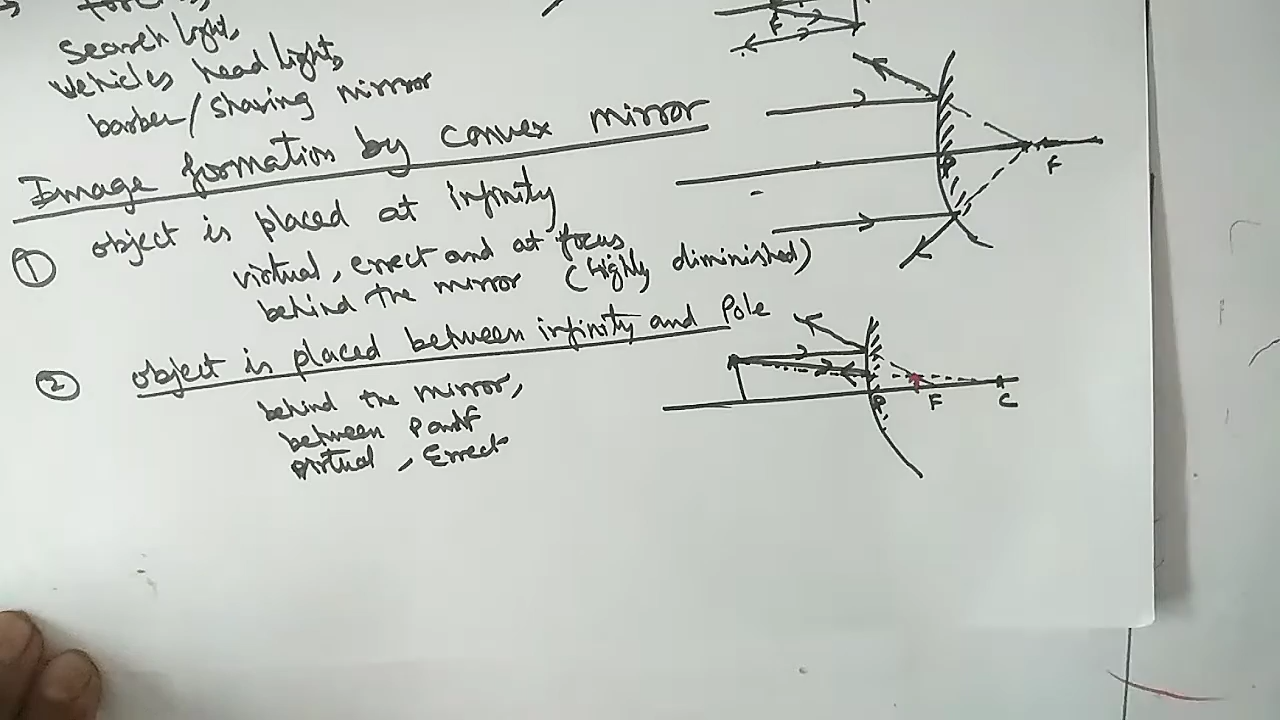 Search light,
vehicles head lights
barber/shaving mirror
Image formation by convex mirror
① object is placed at infinity
virtual, errect and at focus
behind the mirror (highly diminished)
② object is placed between infinity and Pole
behind the mirror,
between P and F
virtual, Errect
F
P
F
P
F
C